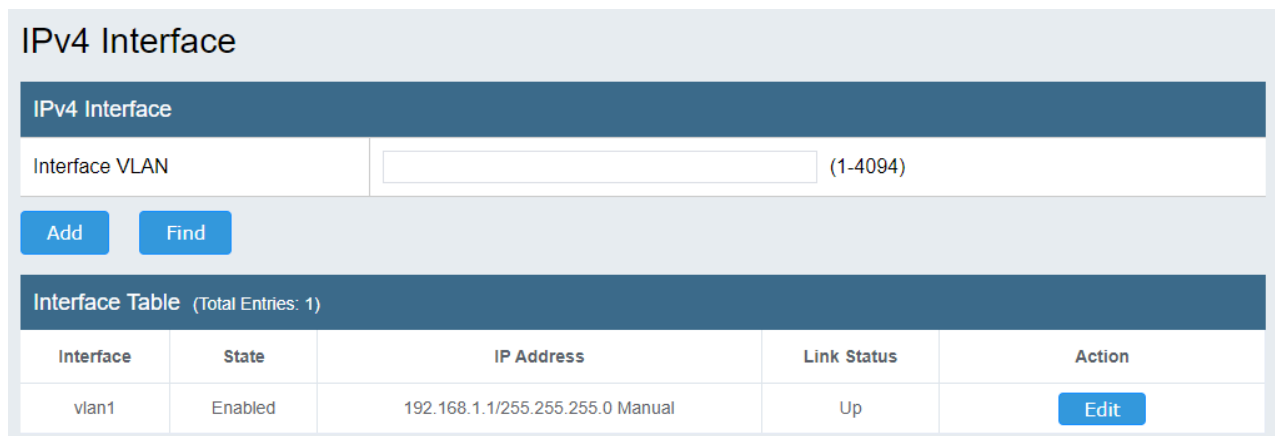 IPv4 Interface
IPv4 Interface
Interface VLAN (1-4094)
Add Find
Interface Table (Total Entries: 1)
Interface State IP Address Link Status Action
vlan1 Enabled 192.168.1.1/255.255.255.0 Manual Up Edit